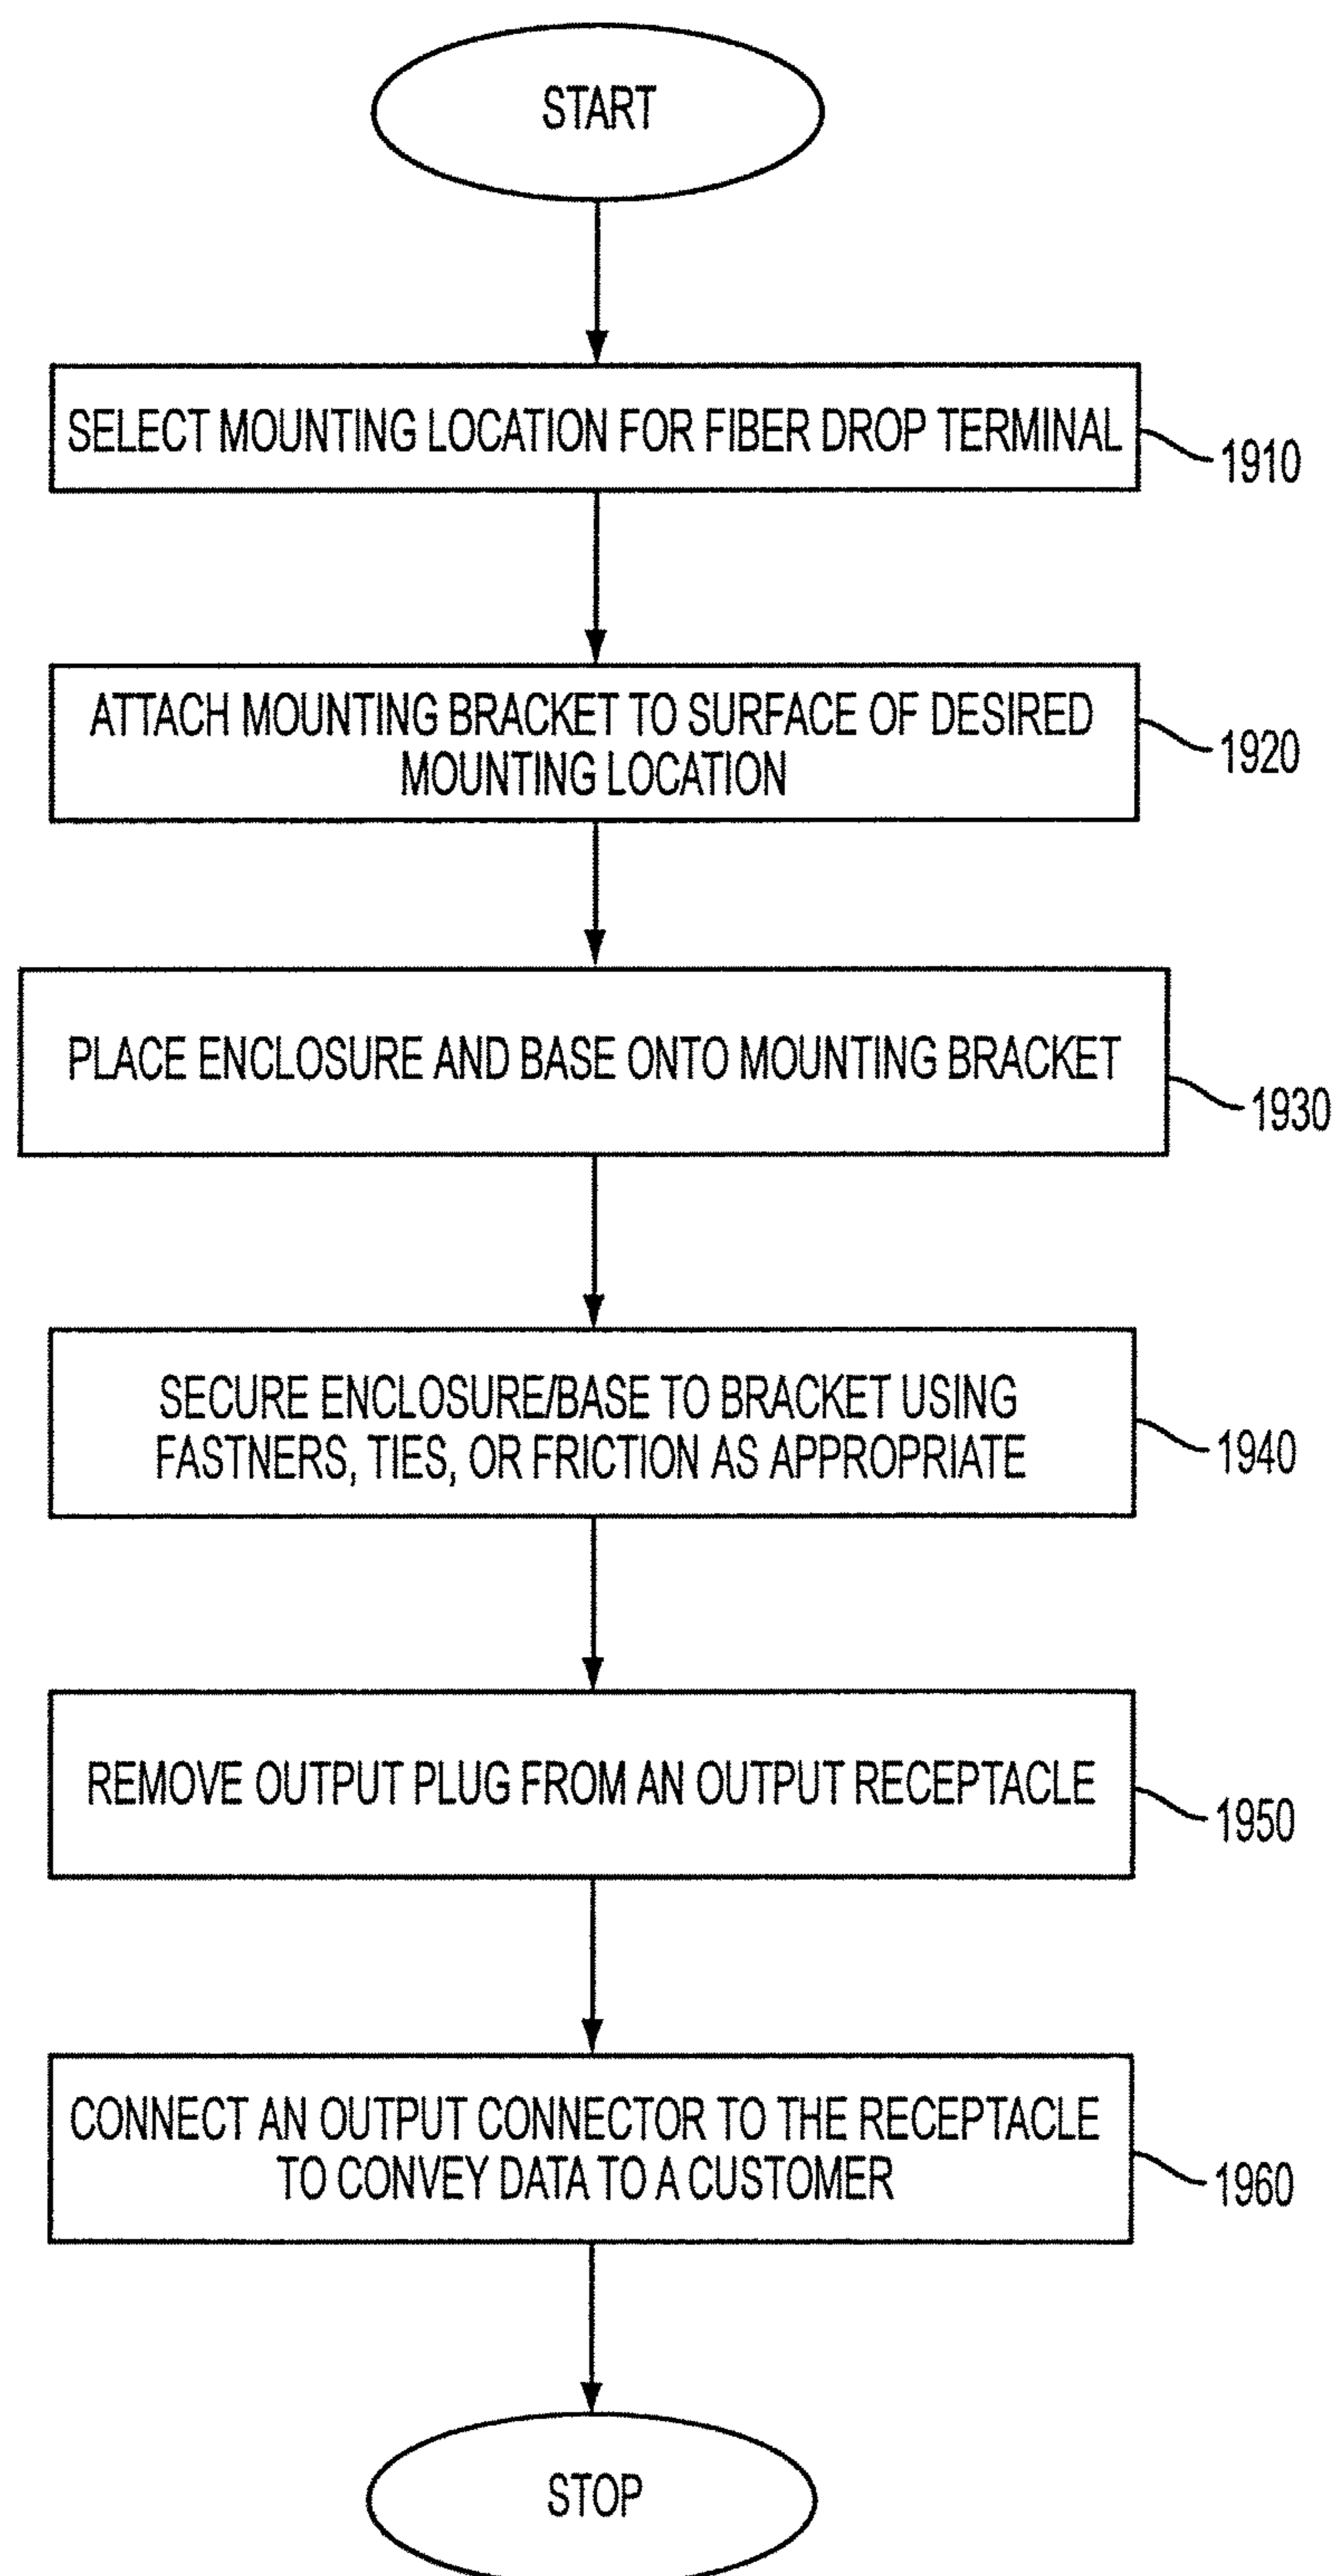 START
SELECT MOUNTING LOCATION FOR FIBER DROP TERMINAL
1910
ATTACH MOUNTING BRACKET TO SURFACE OF DESIRED
MOUNTING LOCATION
1920
PLACE ENCLOSURE AND BASE ONTO MOUNTING BRACKET
1930
SECURE ENCLOSURE/BASE TO BRACKET USING
FASTNERS, TIES, OR FRICTION AS APPROPRIATE
1940
REMOVE OUTPUT PLUG FROM AN OUTPUT RECEPTACLE
1950
CONNECT AN OUTPUT CONNECTOR TO THE RECEPTACLE
TO CONVEY DATA TO A CUSTOMER
1960
STOP